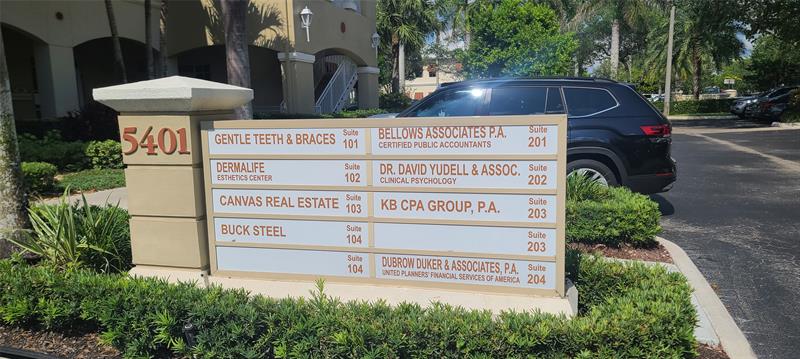 5401
GENTLE TEETH & BRACES Suite 101
DERMALIFE Suite 102
ESTHETICS CENTER
CANVAS REAL ESTATE Suite 103
BUCK STEEL Suite 104
Suite 104
BELLOWS ASSOCIATES P.A. Suite 201
CERTIFIED PUBLIC ACCOUNTANTS
DR. DAVID YUDELL & ASSOC. Suite 202
CLINICAL PSYCHOLOGY
KB CPA GROUP, P.A. Suite 203
Suite 203
DUBROW DUKER & ASSOCIATES, P.A. Suite 204
UNITED PLANNERS' FINANCIAL SERVICES OF AMERICA